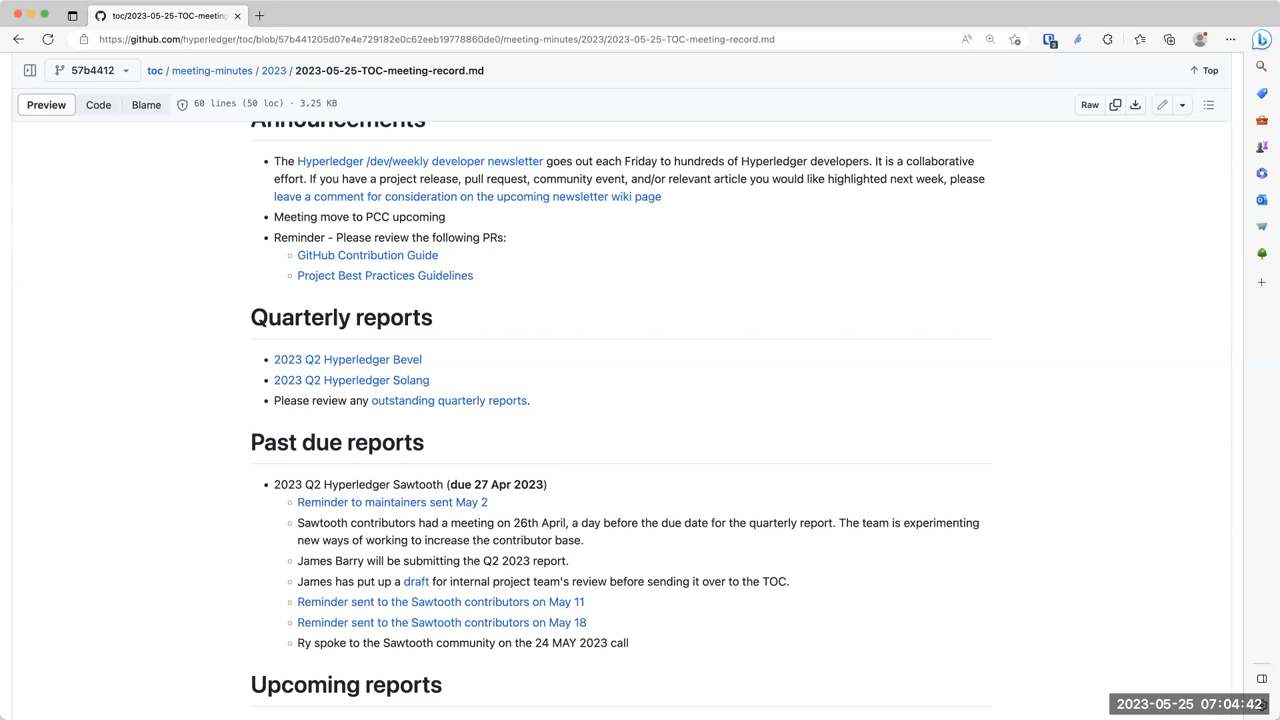 toc/2023-05-25-TOC-meeting-
https://github.com/hyperledger/toc/blob/57b441205d07e4e729182e0c62eeb19778860de0/meeting-minutes/2023/2023-05-25-TOC-meeting-record.md
57b4412
toc / meeting-minutes / 2023 / 2023-05-25-TOC-meeting-record.md
Top
Preview
Code
Blame
60 lines (50 loc) · 3.25 KB
Raw
Announcements
• The Hyperledger /dev/weekly developer newsletter goes out each Friday to hundreds of Hyperledger developers. It is a collaborative
effort. If you have a project release, pull request, community event, and/or relevant article you would like highlighted next week, please
leave a comment for consideration on the upcoming newsletter wiki page
• Meeting move to PCC upcoming
• Reminder - Please review the following PRs:
○ GitHub Contribution Guide
○ Project Best Practices Guidelines
Quarterly reports
• 2023 Q2 Hyperledger Bevel
• 2023 Q2 Hyperledger Solang
• Please review any outstanding quarterly reports.
Past due reports
• 2023 Q2 Hyperledger Sawtooth (due 27 Apr 2023)
○ Reminder to maintainers sent May 2
○ Sawtooth contributors had a meeting on 26th April, a day before the due date for the quarterly report. The team is experimenting
new ways of working to increase the contributor base.
○ James Barry will be submitting the Q2 2023 report.
○ James has put up a draft for internal project team's review before sending it over to the TOC.
○ Reminder sent to the Sawtooth contributors on May 11
○ Reminder sent to the Sawtooth contributors on May 18
○ Ry spoke to the Sawtooth community on the 24 MAY 2023 call
Upcoming reports
2023-05-25 07:04:42